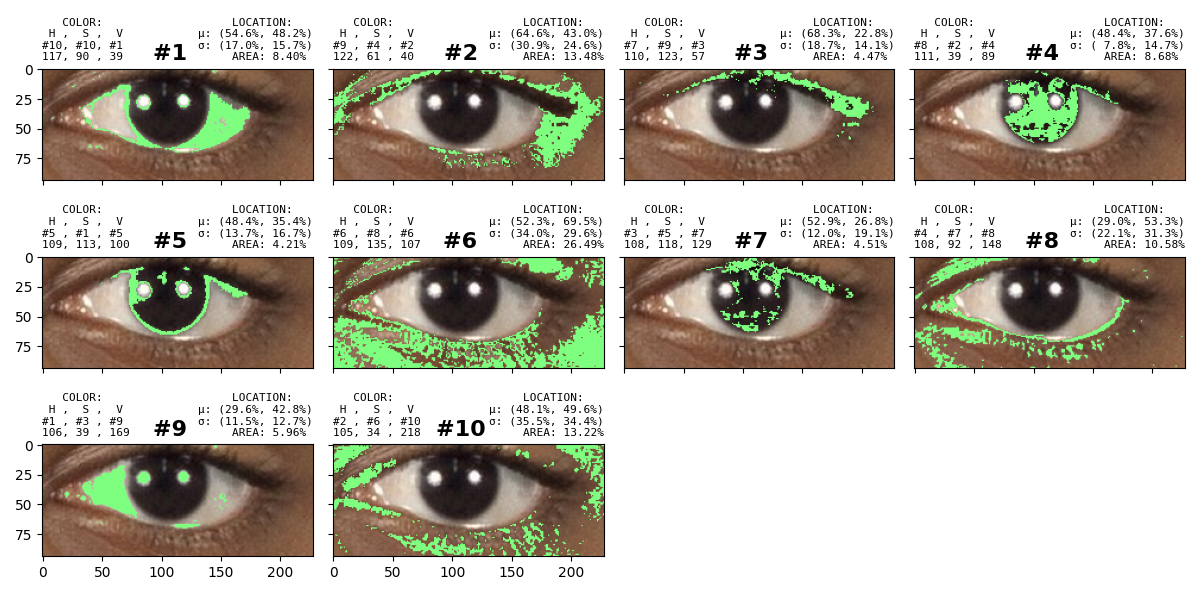 COLOR: LOCATION:
H , S , V μ: (54.6%, 48.2%)
#10, #10, #1 #1 σ: (17.0%, 15.7%)
117, 90 , 39 AREA: 8.40%
COLOR: LOCATION:
H , S , V μ: (64.6%, 43.0%)
#9 , #4 , #2 #2 σ: (30.9%, 24.6%)
122, 61 , 40 AREA: 13.48%
COLOR: LOCATION:
H , S , V μ: (68.3%, 22.8%)
#7 , #9 , #3 #3 σ: (18.7%, 14.1%)
110, 123, 57 AREA: 4.47%
COLOR: LOCATION:
H , S , V μ: (48.4%, 37.6%)
#8 , #2 , #4 #4 σ: ( 7.8%, 14.7%)
111, 39 , 89 AREA: 8.68%
0
25
50
75
COLOR: LOCATION:
H , S , V μ: (48.4%, 35.4%)
#5 , #1 , #5 #5 σ: (13.7%, 16.7%)
109, 113, 100 AREA: 4.21%
COLOR: LOCATION:
H , S , V μ: (52.3%, 69.5%)
#6 , #8 , #6 #6 σ: (34.0%, 29.6%)
109, 135, 107 AREA: 26.49%
COLOR: LOCATION:
H , S , V μ: (52.9%, 26.8%)
#3 , #5 , #7 #7 σ: (12.0%, 19.1%)
108, 118, 129 AREA: 4.51%
COLOR: LOCATION:
H , S , V μ: (29.0%, 53.3%)
#4 , #7 , #8 #8 σ: (22.1%, 31.3%)
108, 92 , 148 AREA: 10.58%
0
25
50
75
COLOR: LOCATION:
H , S , V μ: (29.6%, 42.8%)
#1 , #3 , #9 #9 σ: (11.5%, 12.7%)
106, 39 , 169 AREA: 5.96%
COLOR: LOCATION:
H , S , V μ: (48.1%, 49.6%)
#2 , #6 , #10 #10 σ: (35.5%, 34.4%)
105, 34 , 218 AREA: 13.22%
0
25
50
75
0 50 100 150 200
0 50 100 150 200